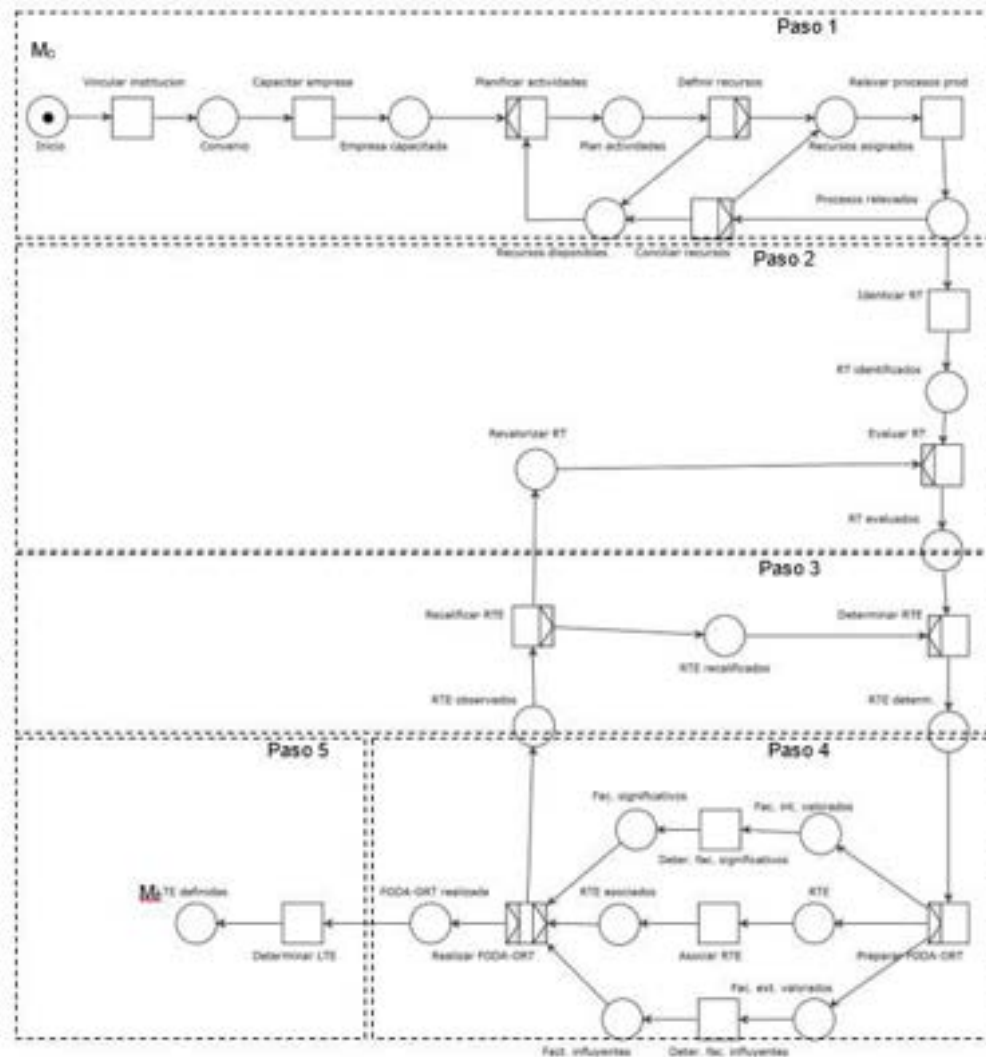 Paso 1
M₀
Vincular institucion
Capacitar empresa
Planificar actividades
Definir recursos
Relevar procesos prod
Inicio
Convenio
Empresa capacitada
Plan actividades
Recursos asignados
Procesos relevados
Recursos disponibles
Conciliar recursos
Paso 2
Identicar RT
RT identificados
Revalorizar RT
Evaluar RT
RT evaluados
Paso 3
Recalificar RTE
Determinar RTE
RTE recalificados
RTE observados
RTE determ.
Paso 5
Paso 4
Fac. significativos
Fac. int. valorados
Deter. fac. significativos
LTE definidas
FODA-ORT realizada
RTE asociados
RTE
Determinar LTE
Realizar FODA-ORT
Asociar RTE
Preparar FODA-ORT
Fac. ext. valorados
Fact. influyentes
Deter. fac. influyentes